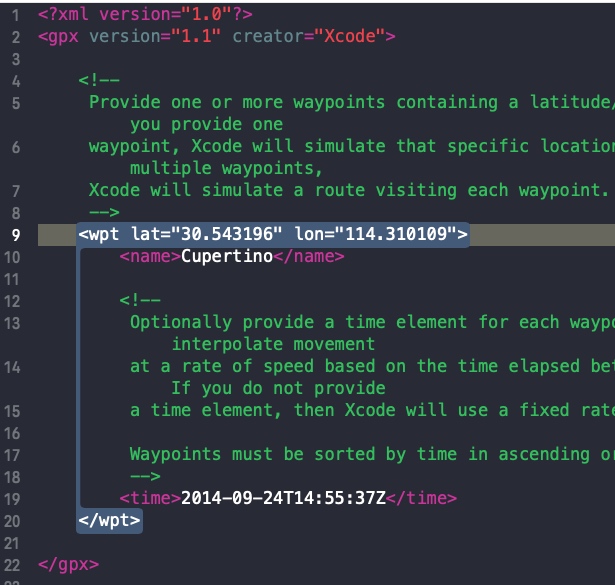 1 <?xml version="1.0"?>
2 <gpx version="1.1" creator="Xcode">
3
4 <!--
5 Provide one or more waypoints containing a latitude/
you provide one
6 waypoint, Xcode will simulate that specific location
multiple waypoints,
7 Xcode will simulate a route visiting each waypoint.
8 -->
9 <wpt lat="30.543196" lon="114.310109">
10 <name>Cupertino</name>
11
12 <!--
13 Optionally provide a time element for each
interpolate movement
14 at a rate of speed based on the time elapsed
If you do not provide
15 a time element, then Xcode will use a fixed rate
16
17 Waypoints must be sorted by time in ascending
18 -->
19 <time>2014-09-24T14:55:37Z</time>
20 </wpt>
21
22 </gpx>